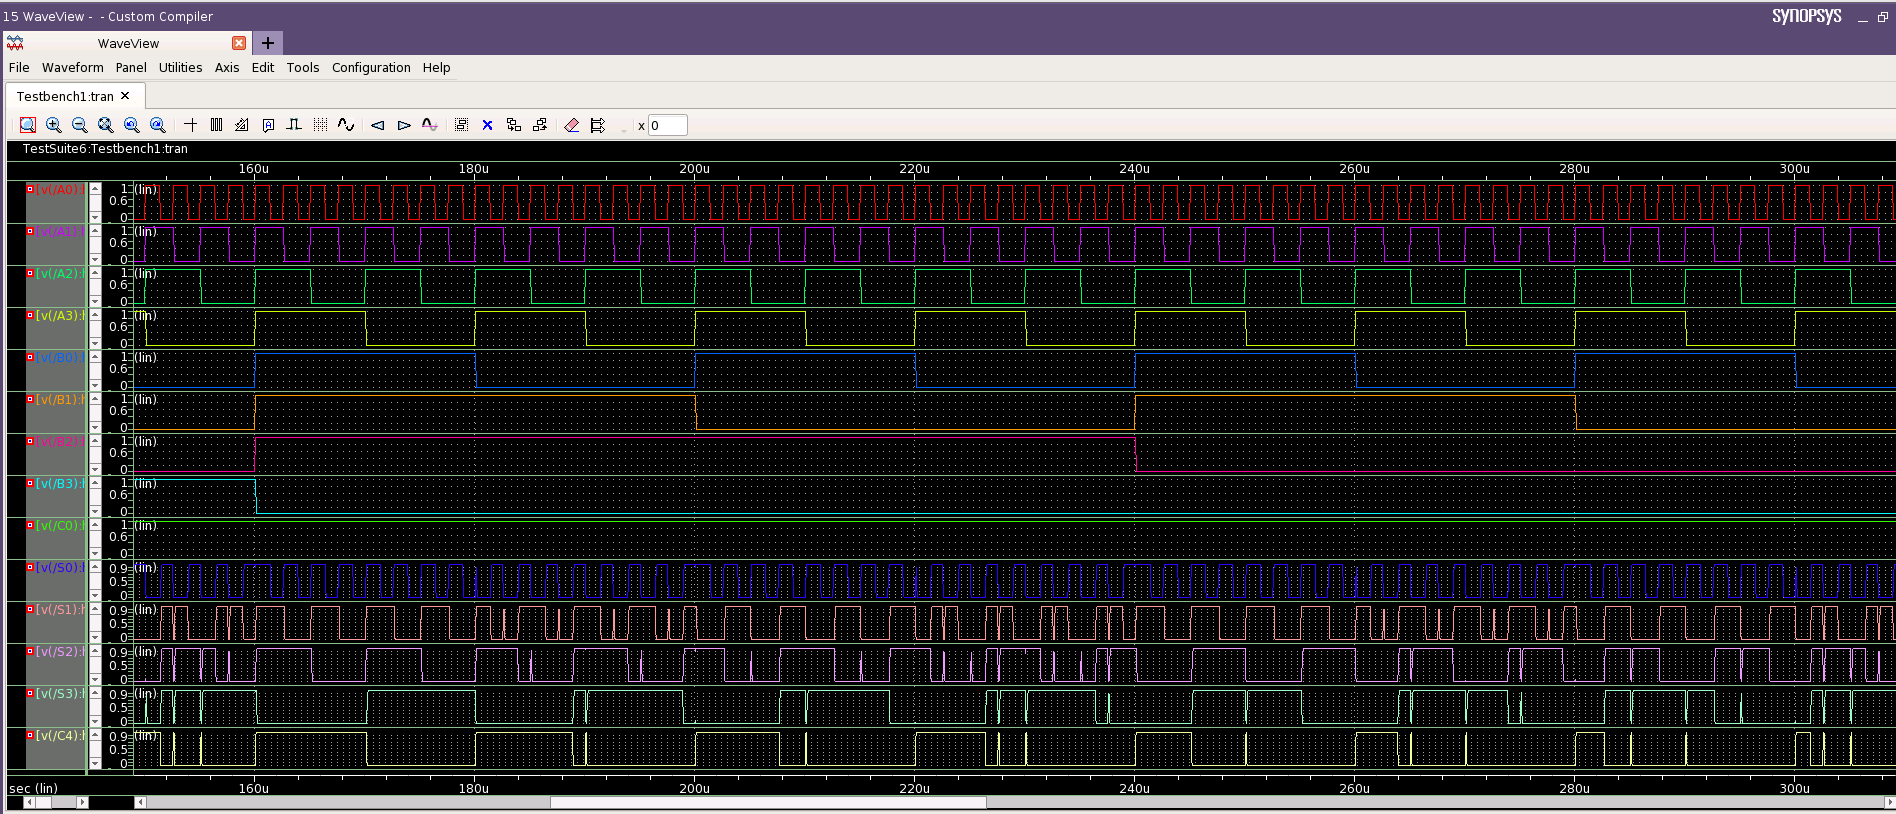 15 WaveView -  - Custom Compiler
SYNOPSYS
WaveView
File Waveform Panel Utilities Axis Edit Tools Configuration Help
Testbench1:tran
x 0
TestSuite6:Testbench1:tran
160u 180u 200u 220u 240u 260u 280u 300u
[v(/A0):
1 (lin)
0.6
0
[v(/A1):
1 (lin)
0.6
0
[v(/A2):
1 (lin)
0.6
0
[v(/A3):
1 (lin)
0.6
0
[v(/B0):
1 (lin)
0.6
0
[v(/B1):
1 (lin)
0.6
0
[v(/B2):
1 (lin)
0.6
0
[v(/B3):
1 (lin)
0.6
0
[v(/C0):
1 (lin)
0.6
0
[v(/S0):
0.9 (lin)
0.5
0
[v(/S1):
0.9 (lin)
0.5
0
[v(/S2):
0.9 (lin)
0.5
0
[v(/S3):
0.9 (lin)
0.5
0
[v(/C4):
0.9 (lin)
0.5
0
sec (lin) 160u 180u 200u 220u 240u 260u 280u 300u